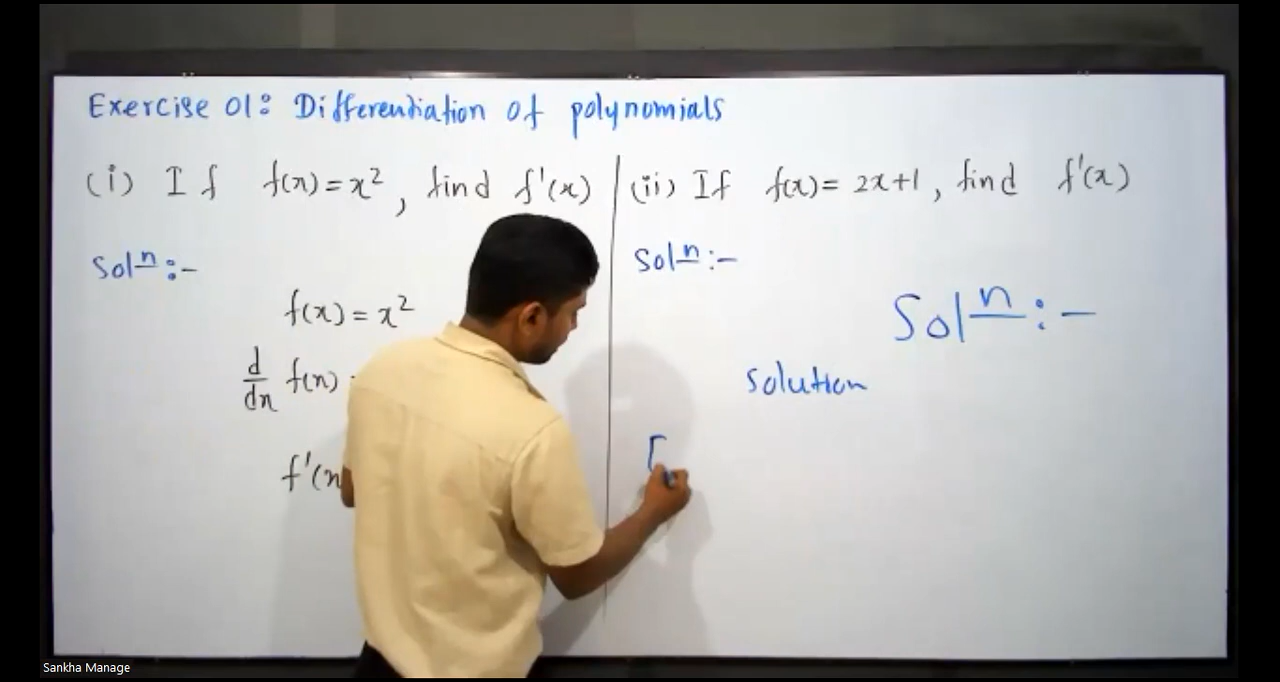 Exercise 01: Differentiation of polynomials
(i) If f(x) = x², find f'(x)
Solⁿ :-
f(x) = x²
d/dx f(x)
f'(x
(ii) If f(x) = 2x+1, find f'(x)
Solⁿ :-
Solⁿ :-
solution
Sankha Manage